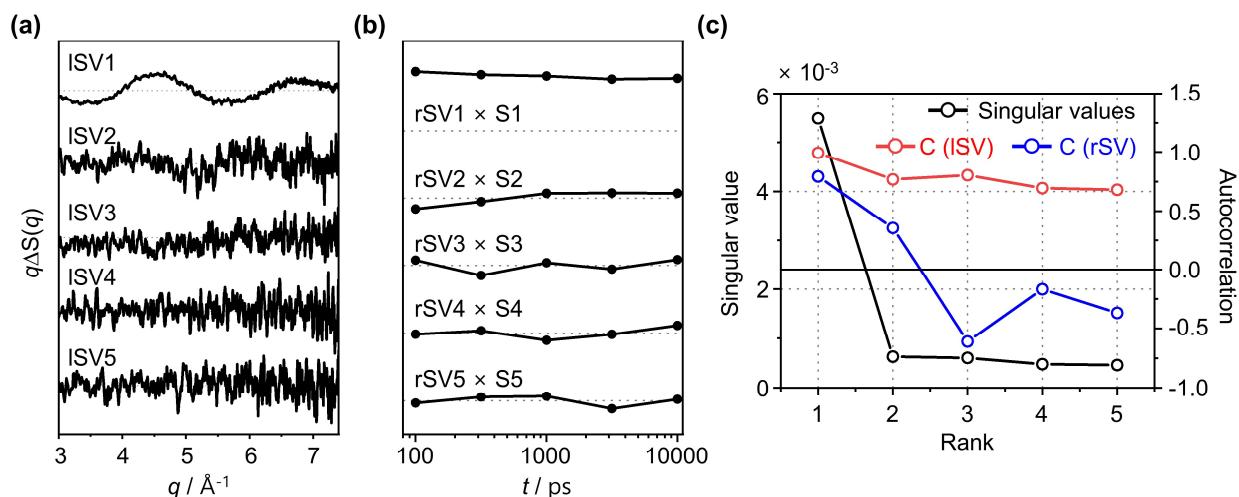 (a)
lSV1
lSV2
lSV3
lSV4
lSV5
qΔS(q)
3 4 5 6 7
q / Å-1
(b)
rSV1 × S1
rSV2 × S2
rSV3 × S3
rSV4 × S4
rSV5 × S5
100 1000 10000
t / ps
(c)
× 10-3
6
4
2
0
Singular value
Singular values
C (lSV) C (rSV)
1.5
1.0
0.5
0.0
-0.5
-1.0
Autocorrelation
1 2 3 4 5
Rank